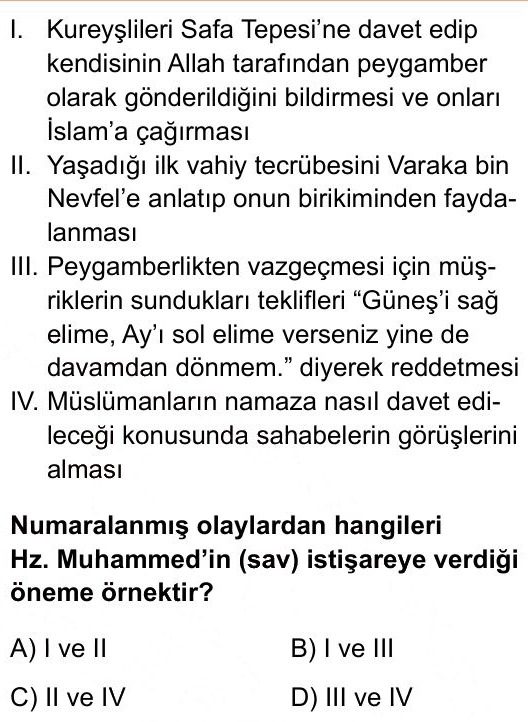 I. Kureyşlileri Safa Tepesi’ne davet edip
kendisinin Allah tarafından peygamber
olarak gönderildiğini bildirmesi ve onları
İslam’a çağırması
II. Yaşadığı ilk vahiy tecrübesini Varaka bin
Nevfel’e anlatıp onun birikiminden fayda-
lanması
III. Peygamberlikten vazgeçmesi için müş-
riklerin sundukları teklifleri “Güneş’i sağ
elime, Ay’ı sol elime verseniz yine de
davamdan dönmem.” diyerek reddetmesi
IV. Müslümanların namaza nasıl davet edi-
leceği konusunda sahabelerin görüşlerini
alması
Numaralanmış olaylardan hangileri
Hz. Muhammed’in (sav) istişareye verdiği
öneme örnektir?
A) I ve II B) I ve III
C) II ve IV D) III ve IV